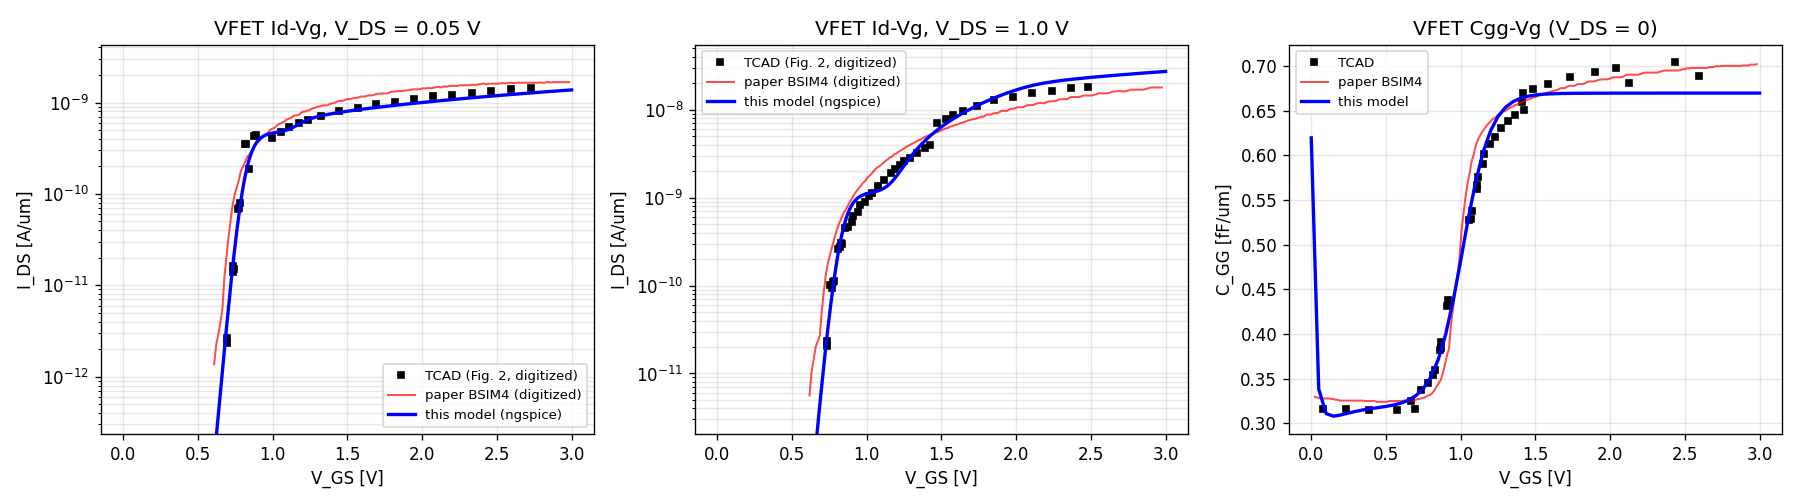 VFET Id-Vg, V_DS = 0.05 V
I_DS [A/um]
10⁻⁹
10⁻¹⁰
10⁻¹¹
10⁻¹²
TCAD (Fig. 2, digitized)
paper BSIM4 (digitized)
this model (ngspice)
0.0 0.5 1.0 1.5 2.0 2.5 3.0
V_GS [V]
VFET Id-Vg, V_DS = 1.0 V
I_DS [A/um]
TCAD (Fig. 2, digitized)
paper BSIM4 (digitized)
this model (ngspice)
10⁻⁸
10⁻⁹
10⁻¹⁰
10⁻¹¹
0.0 0.5 1.0 1.5 2.0 2.5 3.0
V_GS [V]
VFET Cgg-Vg (V_DS = 0)
C_GG [fF/um]
TCAD
paper BSIM4
this model
0.70
0.65
0.60
0.55
0.50
0.45
0.40
0.35
0.30
0.0 0.5 1.0 1.5 2.0 2.5 3.0
V_GS [V]